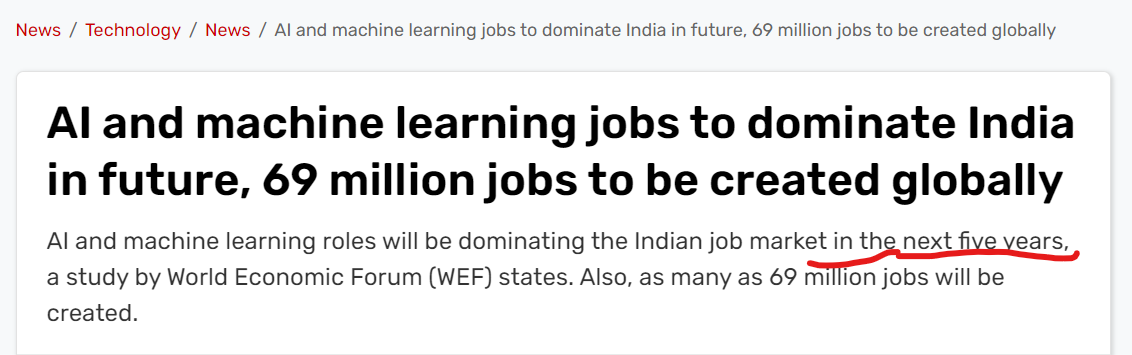 News / Technology / News / AI and machine learning jobs to dominate India in future, 69 million jobs to be created globally
AI and machine learning jobs to dominate India
in future, 69 million jobs to be created globally
AI and machine learning roles will be dominating the Indian job market in the next five years,
a study by World Economic Forum (WEF) states. Also, as many as 69 million jobs will be
created.